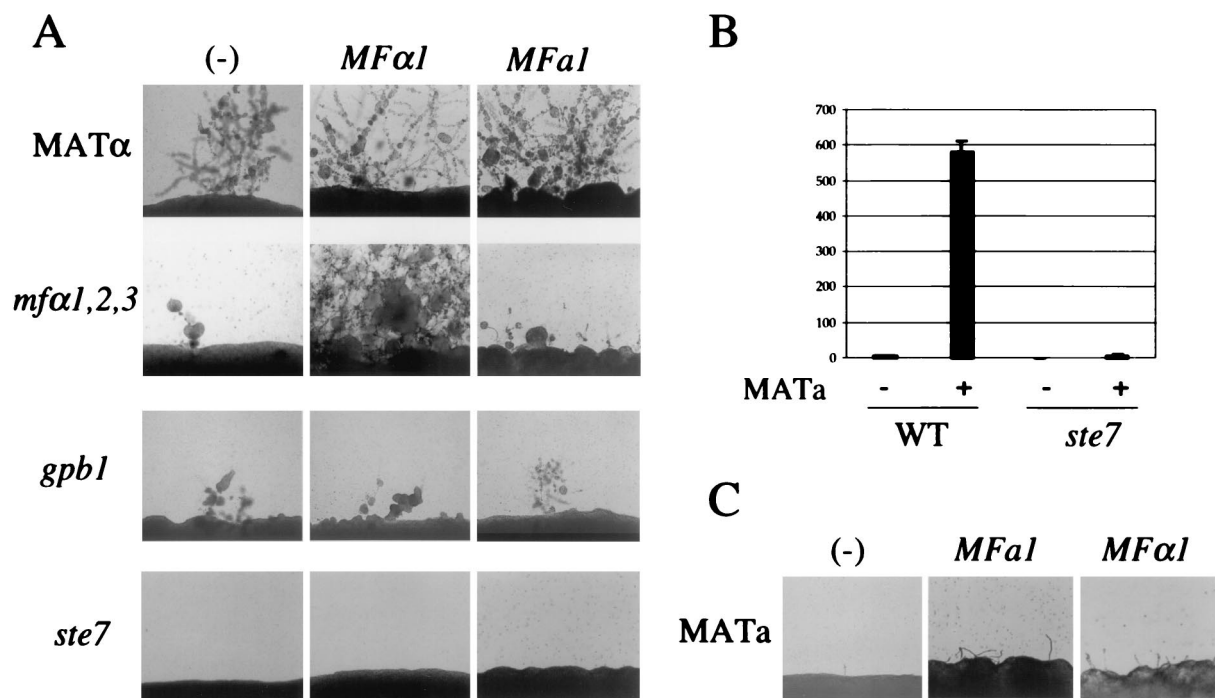 A
(-) MFα1 MFa1
MATα
mfα1,2,3
gpb1
ste7
B
700
600
500
400
300
200
100
0
MATa - + - +
WT ste7
C
(-) MFa1 MFα1
MATa